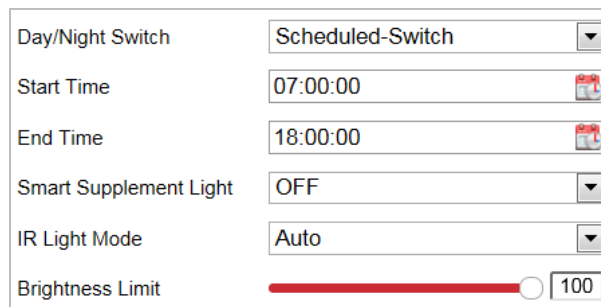 Day/Night Switch Scheduled-Switch
Start Time 07:00:00
End Time 18:00:00
Smart Supplement Light OFF
IR Light Mode Auto
Brightness Limit 100